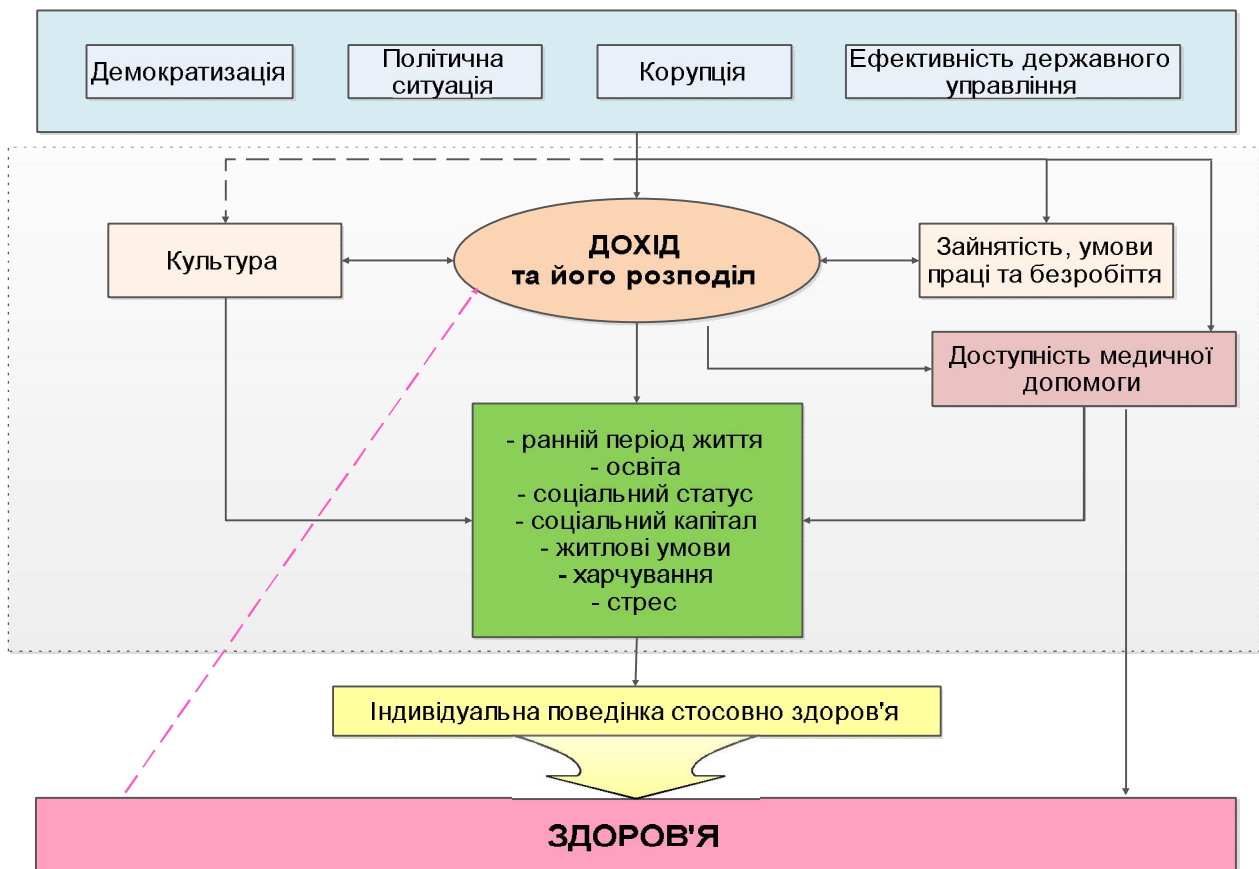 Демократизація
Політична
ситуація
Корупція
Ефективність державного
управління
Культура
ДОХІД
та його розподіл
Зайнятість, умови
праці та безробіття
Доступність медичної
допомоги
- ранній період життя
- освіта
- соціальний статус
- соціальний капітал
- житлові умови
- харчування
- стрес
Індивідуальна поведінка стосовно здоров'я
ЗДОРОВ'Я